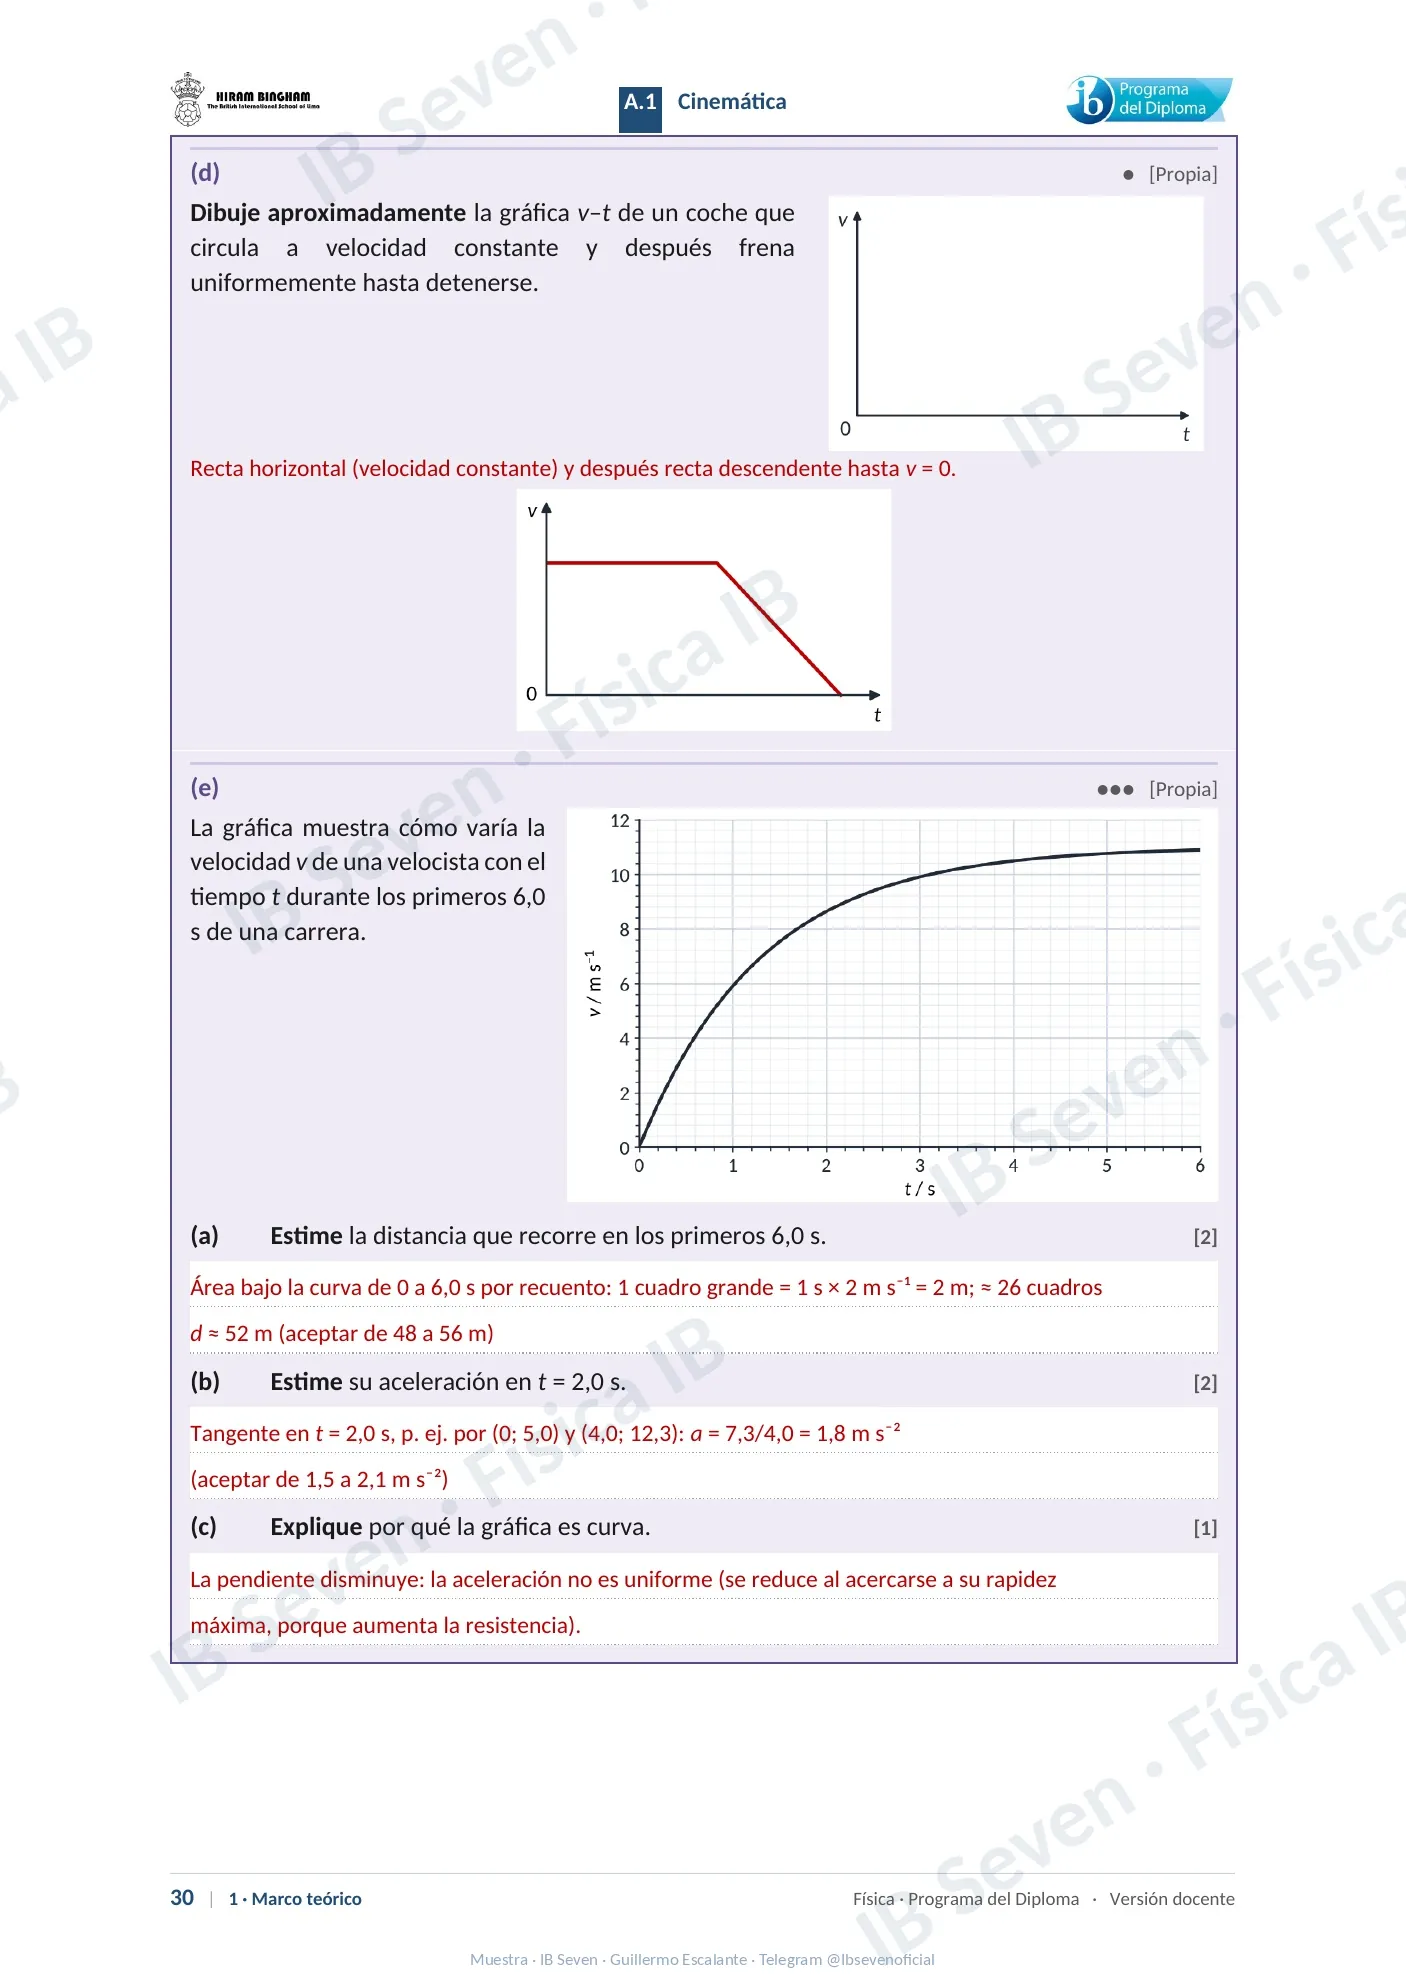 HIRAM BINGHAM
The British International School of Lima
A.1 Cinemática
ib Programa
del Diploma
(d) ● [Propia]
Dibuje aproximadamente la gráfica v–t de un coche que
circula a velocidad constante y después frena
uniformemente hasta detenerse.
v
0
t
Recta horizontal (velocidad constante) y después recta descendente hasta v = 0.
v
0
t
(e) ●●● [Propia]
La gráfica muestra cómo varía la
velocidad v de una velocista con el
tiempo t durante los primeros 6,0
s de una carrera.
12
10
8
6
4
2
0
v / m s⁻¹
0 1 2 3 4 5 6
t / s
(a) Estime la distancia que recorre en los primeros 6,0 s. [2]
Área bajo la curva de 0 a 6,0 s por recuento: 1 cuadro grande = 1 s × 2 m s⁻¹ = 2 m; ≈ 26 cuadros
d ≈ 52 m (aceptar de 48 a 56 m)
(b) Estime su aceleración en t = 2,0 s. [2]
Tangente en t = 2,0 s, p. ej. por (0; 5,0) y (4,0; 12,3): a = 7,3/4,0 = 1,8 m s⁻²
(aceptar de 1,5 a 2,1 m s⁻²)
(c) Explique por qué la gráfica es curva. [1]
La pendiente disminuye: la aceleración no es uniforme (se reduce al acercarse a su rapidez
máxima, porque aumenta la resistencia).
IB Seven · Física IB
30 | 1 · Marco teórico
Física · Programa del Diploma · Versión docente
Muestra · IB Seven · Guillermo Escalante · Telegram @Ibsevenoficial